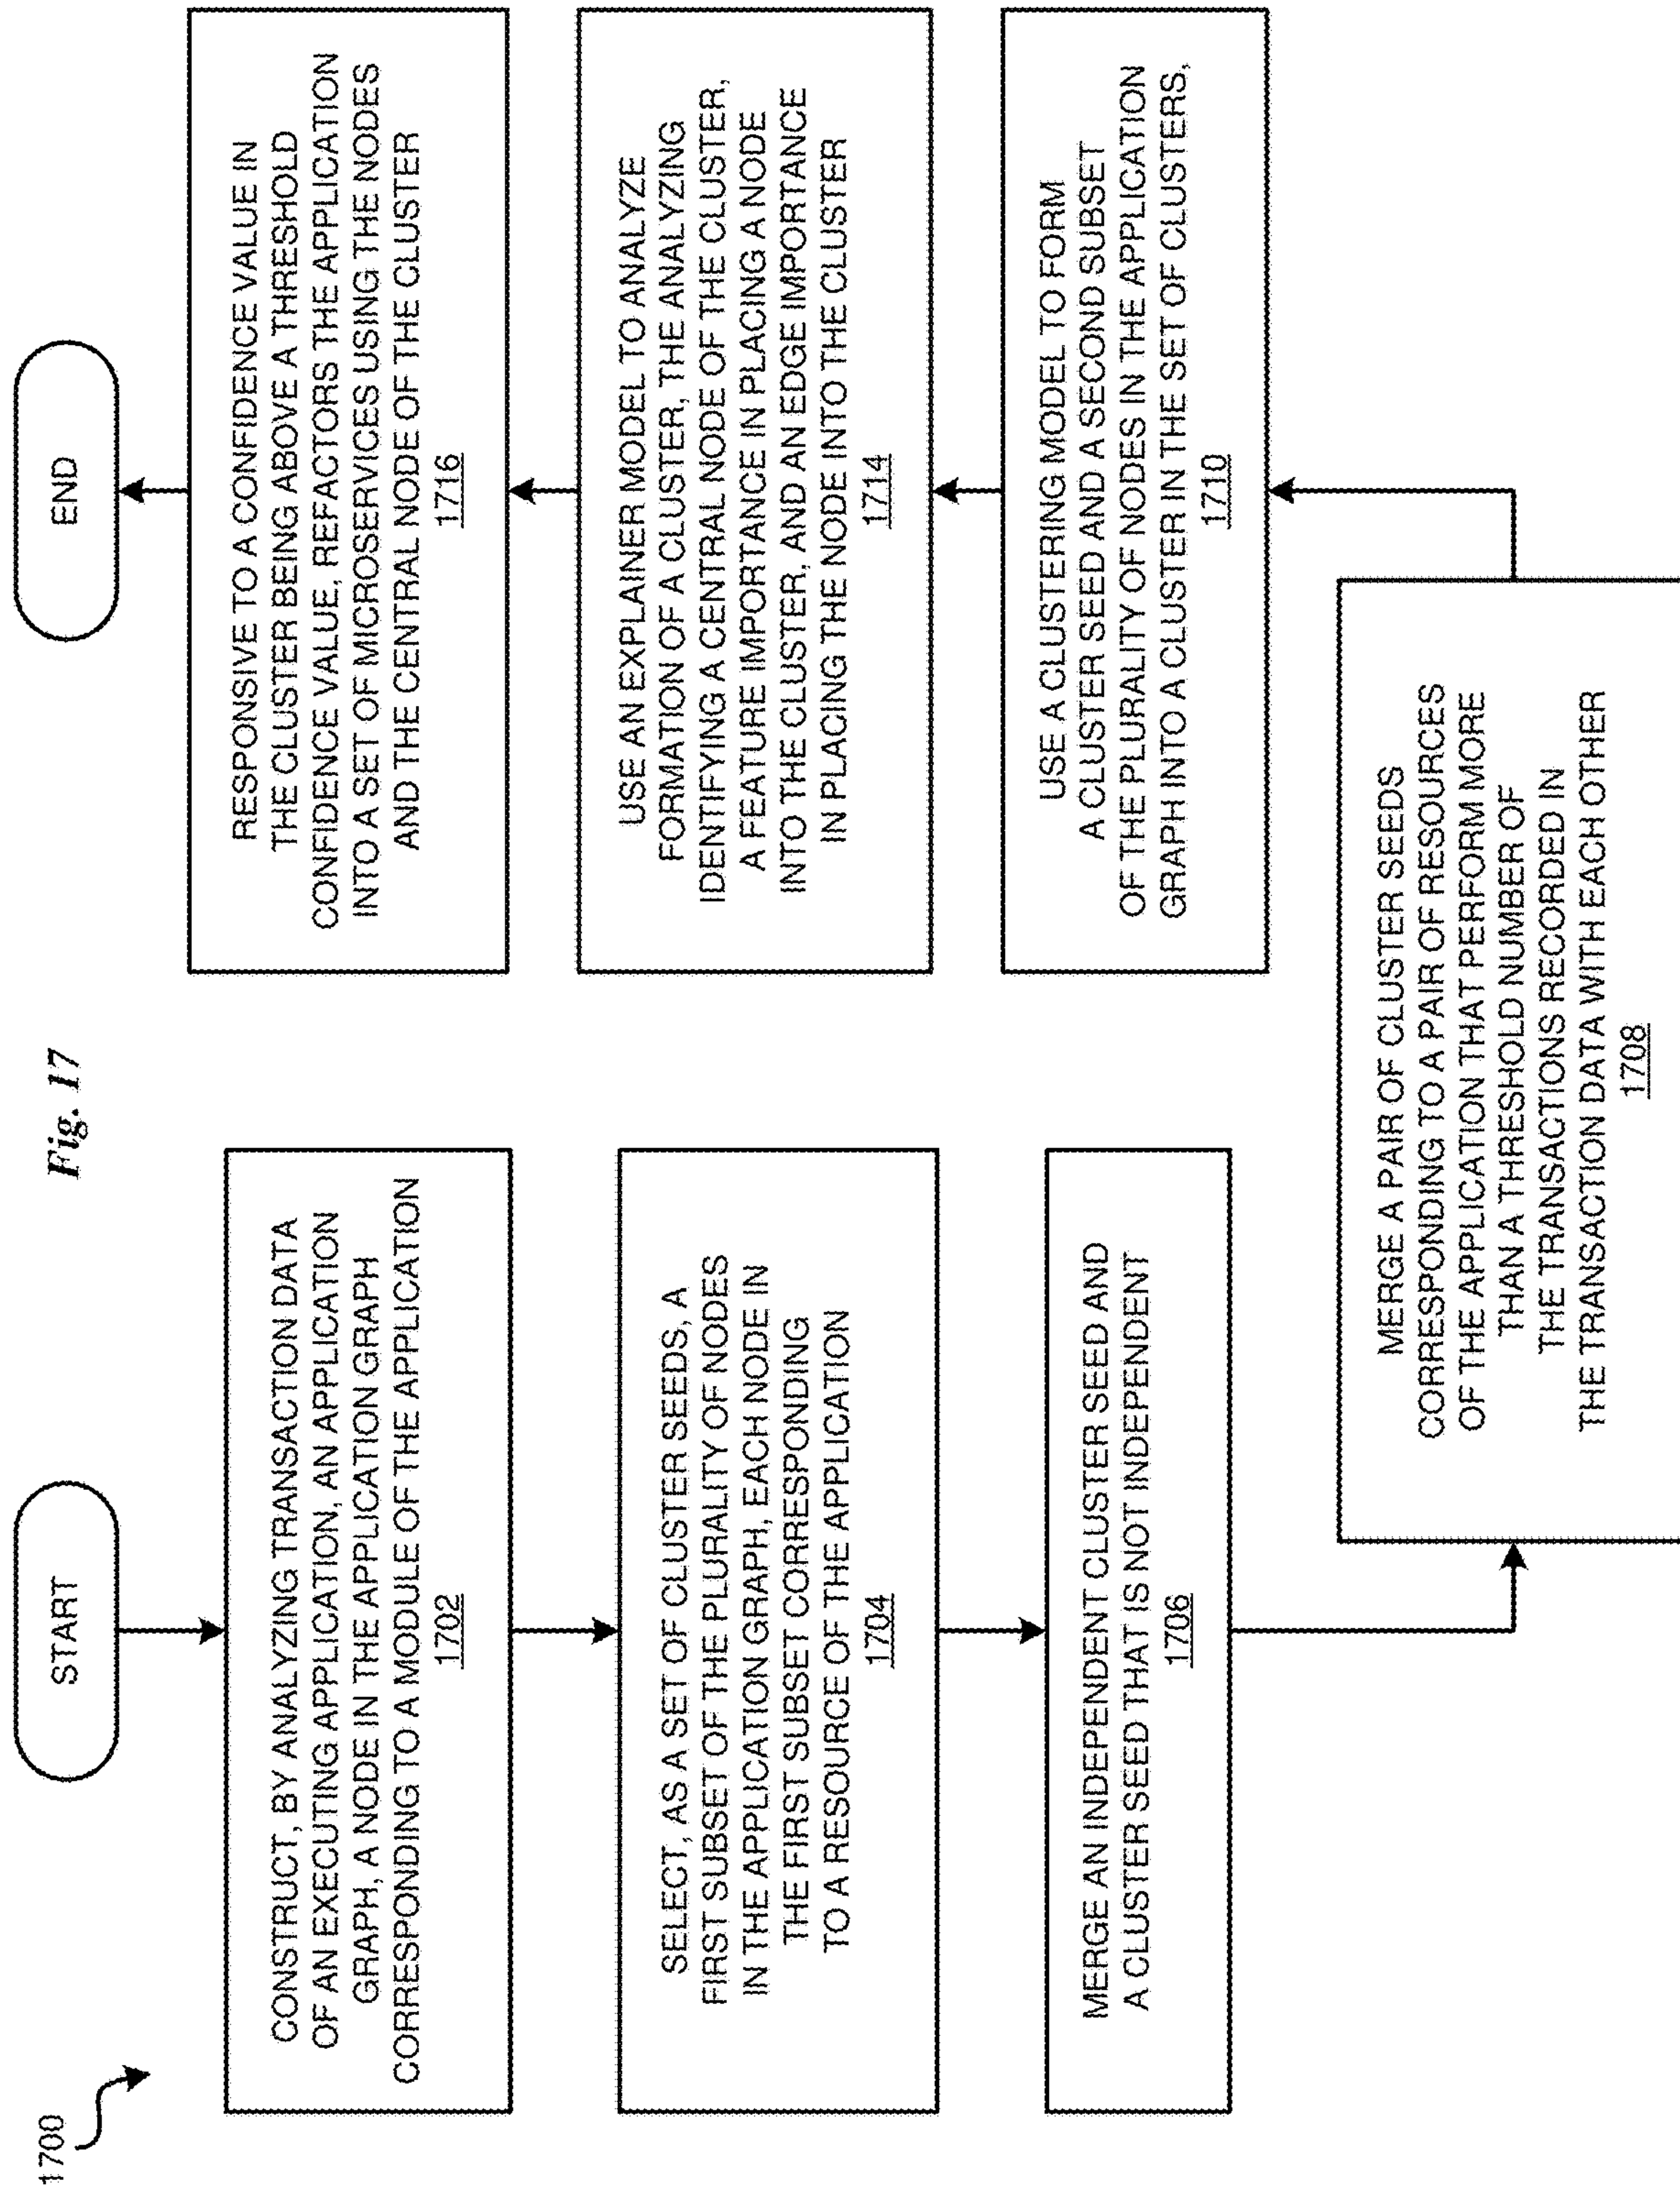 Fig. 17
1700
START
CONSTRUCT, BY ANALYZING TRANSACTION DATA
OF AN EXECUTING APPLICATION, AN APPLICATION
GRAPH, A NODE IN THE APPLICATION GRAPH
CORRESPONDING TO A MODULE OF THE APPLICATION
1702
SELECT, AS A SET OF CLUSTER SEEDS, A
FIRST SUBSET OF THE PLURALITY OF NODES
IN THE APPLICATION GRAPH, EACH NODE IN
THE FIRST SUBSET CORRESPONDING
TO A RESOURCE OF THE APPLICATION
1704
MERGE AN INDEPENDENT CLUSTER SEED AND
A CLUSTER SEED THAT IS NOT INDEPENDENT
1706
MERGE A PAIR OF CLUSTER SEEDS
CORRESPONDING TO A PAIR OF RESOURCES
OF THE APPLICATION THAT PERFORM MORE
THAN A THRESHOLD NUMBER OF
THE TRANSACTIONS RECORDED IN
THE TRANSACTION DATA WITH EACH OTHER
1708
USE A CLUSTERING MODEL TO FORM
A CLUSTER SEED AND A SECOND SUBSET
OF THE PLURALITY OF NODES IN THE APPLICATION
GRAPH INTO A CLUSTER IN THE SET OF CLUSTERS,
1710
USE AN EXPLAINER MODEL TO ANALYZE
FORMATION OF A CLUSTER, THE ANALYZING
IDENTIFYING A CENTRAL NODE OF THE CLUSTER,
A FEATURE IMPORTANCE IN PLACING A NODE
INTO THE CLUSTER, AND AN EDGE IMPORTANCE
IN PLACING THE NODE INTO THE CLUSTER
1714
RESPONSIVE TO A CONFIDENCE VALUE IN
THE CLUSTER BEING ABOVE A THRESHOLD
CONFIDENCE VALUE, REFACTORS THE APPLICATION
INTO A SET OF MICROSERVICES USING THE NODES
AND THE CENTRAL NODE OF THE CLUSTER
1716
END